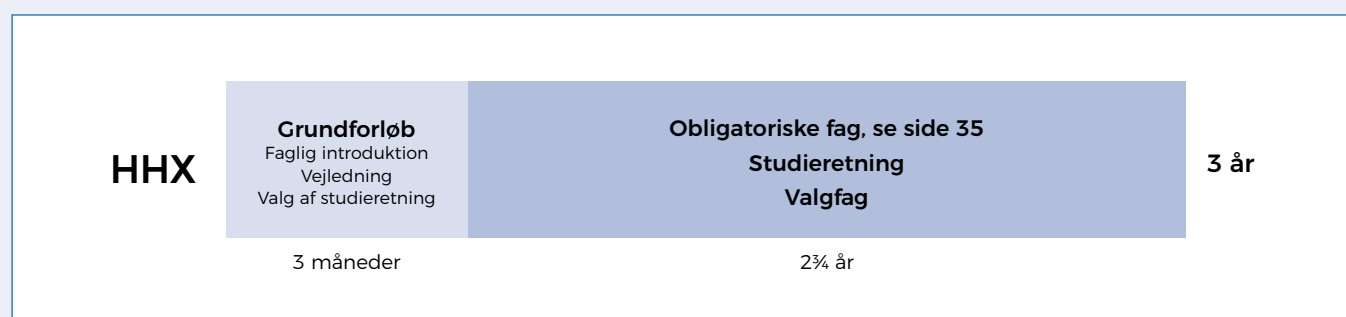 HHX
Grundforløb
Faglig introduktion
Vejledning
Valg af studieretning
3 måneder
Obligatoriske fag, se side 35
Studieretning
Valgfag
2¾ år
3 år